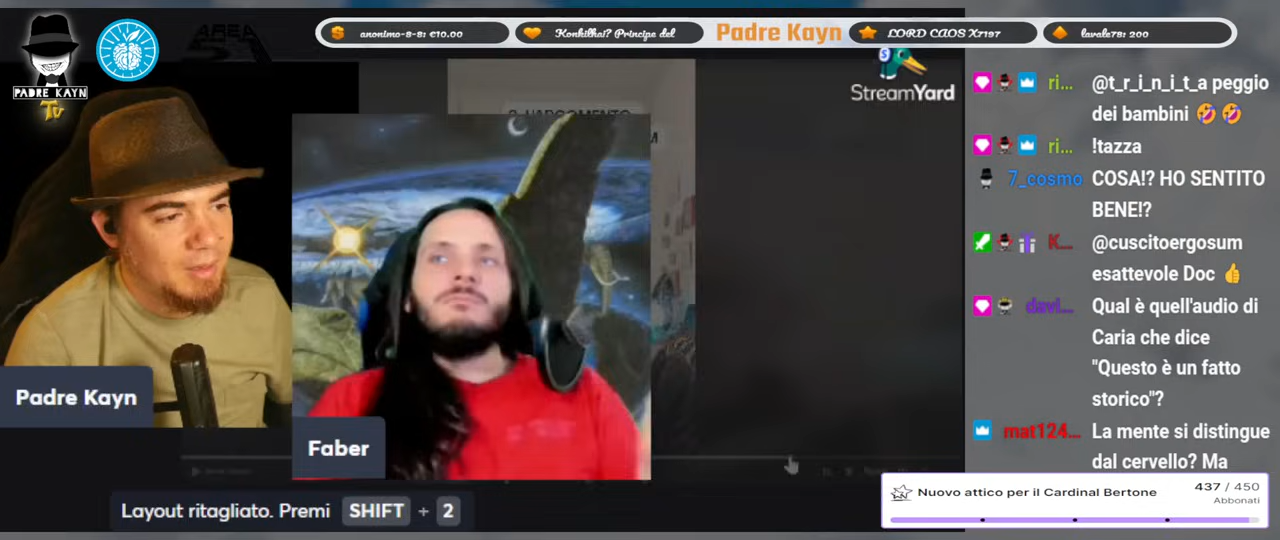 anonimo-8-8: €10.00
Konkilhai? Principe del
Padre Kayn
LORD CAOS X7197
lavale78: 200
PADRE KAYN
Tv
AREA
StreamYard
L'ARGOMENTO
Padre Kayn
Faber
Layout ritagliato. Premi SHIFT + 2
ri... @t_r_i_n_i_t_a peggio
dei bambini 🤣🤣
ri... !tazza
7_cosmo COSA!? HO SENTITO
BENE!?
K... @cuscitoergosum
esattevole Doc 👍
davi... Qual è quell'audio di
Caria che dice
"Questo è un fatto
storico"?
mat124... La mente si distingue
dal cervello? Ma
Nuovo attico per il Cardinal Bertone
437 / 450
Abbonati